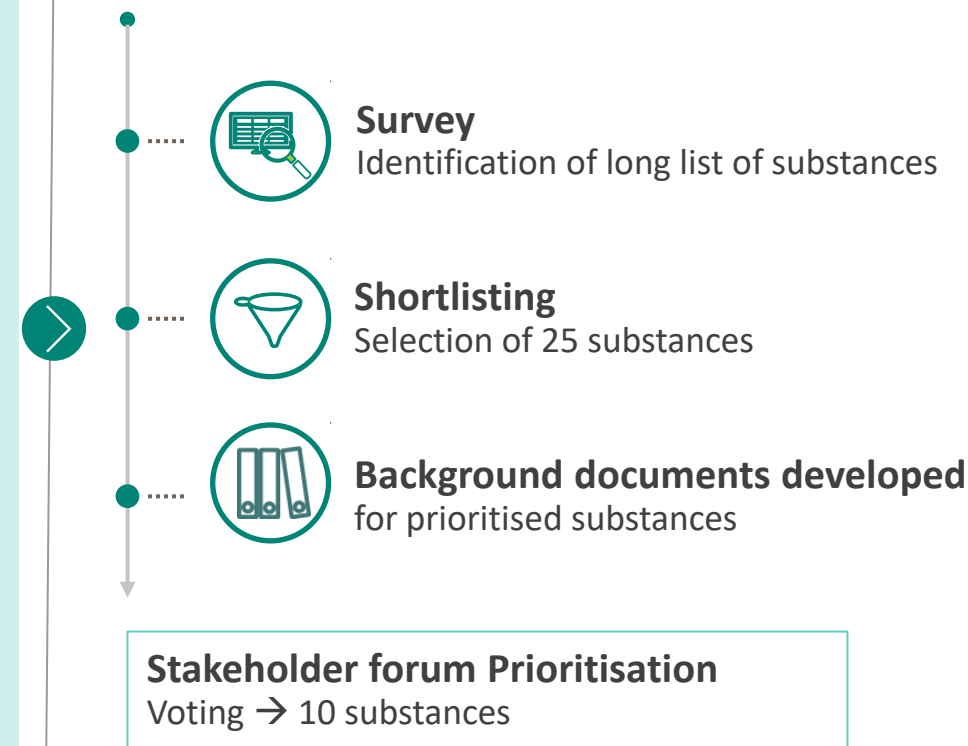 Survey
Identification of long list of substances
Shortlisting
Selection of 25 substances
Background documents developed
for prioritised substances
Stakeholder forum Prioritisation
Voting → 10 substances